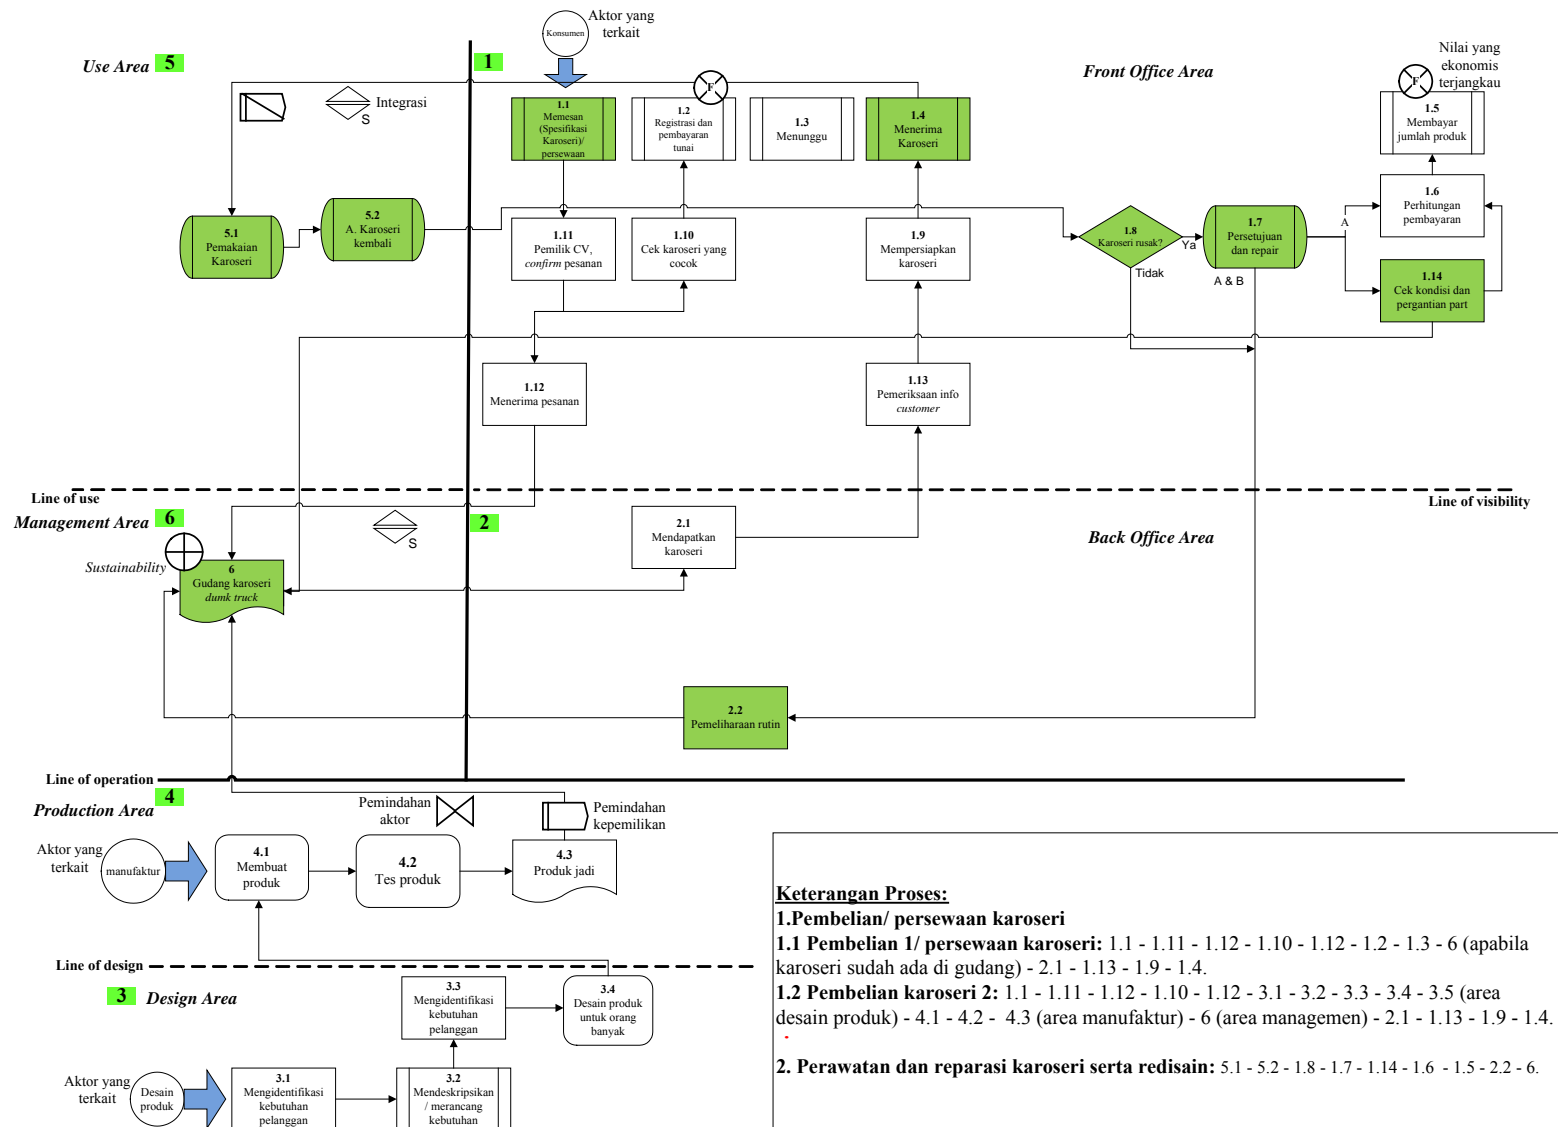 Aktor yang
terkait
Konsumen
Use Area 5
1
Front Office Area
Nilai yang
ekonomis
terjangkau
F
F
Integrasi
S
1.1
Memesan
(Spesifikasi
Karoseri)/
persewaan
1.2
Registrasi dan
pembayaran
tunai
1.3
Menunggu
1.4
Menerima
Karoseri
1.5
Membayar
jumlah produk
5.1
Pemakaian
Karoseri
5.2
A. Karoseri
kembali
1.11
Pemilik CV,
confirm pesanan
1.10
Cek karoseri yang
cocok
1.9
Mempersiapkan
karoseri
1.8
Karoseri rusak?
Ya
Tidak
1.7
Persetujuan
dan repair
A & B
A
1.6
Perhitungan
pembayaran
1.14
Cek kondisi dan
pergantian part
1.12
Menerima pesanan
1.13
Pemeriksaan info
customer
Line of use
Line of visibility
Management Area 6
2
S
Back Office Area
Sustainability
6
Gudang karoseri
dumk truck
2.1
Mendapatkan
karoseri
2.2
Pemeliharaan rutin
Line of operation
Production Area 4
Pemindahan
aktor
Pemindahan
kepemilikan
Aktor yang
terkait
manufaktur
4.1
Membuat
produk
4.2
Tes produk
4.3
Produk jadi
Line of design
3 Design Area
3.3
Mengidentifikasi
kebutuhan
pelanggan
3.4
Desain produk
untuk orang
banyak
Aktor yang
terkait
Desain
produk
3.1
Mengidentifikasi
kebutuhan
pelanggan
3.2
Mendeskripsikan
/ merancang
kebutuhan
Keterangan Proses:
1.Pembelian/ persewaan karoseri
1.1 Pembelian 1/ persewaan karoseri: 1.1 - 1.11 - 1.12 - 1.10 - 1.12 - 1.2 - 1.3 - 6 (apabila
karoseri sudah ada di gudang) - 2.1 - 1.13 - 1.9 - 1.4.
1.2 Pembelian karoseri 2: 1.1 - 1.11 - 1.12 - 1.10 - 1.12 - 3.1 - 3.2 - 3.3 - 3.4 - 3.5 (area
desain produk) - 4.1 - 4.2 - 4.3 (area manufaktur) - 6 (area managemen) - 2.1 - 1.13 - 1.9 - 1.4.
2. Perawatan dan reparasi karoseri serta redisain: 5.1 - 5.2 - 1.8 - 1.7 - 1.14 - 1.6 - 1.5 - 2.2 - 6.